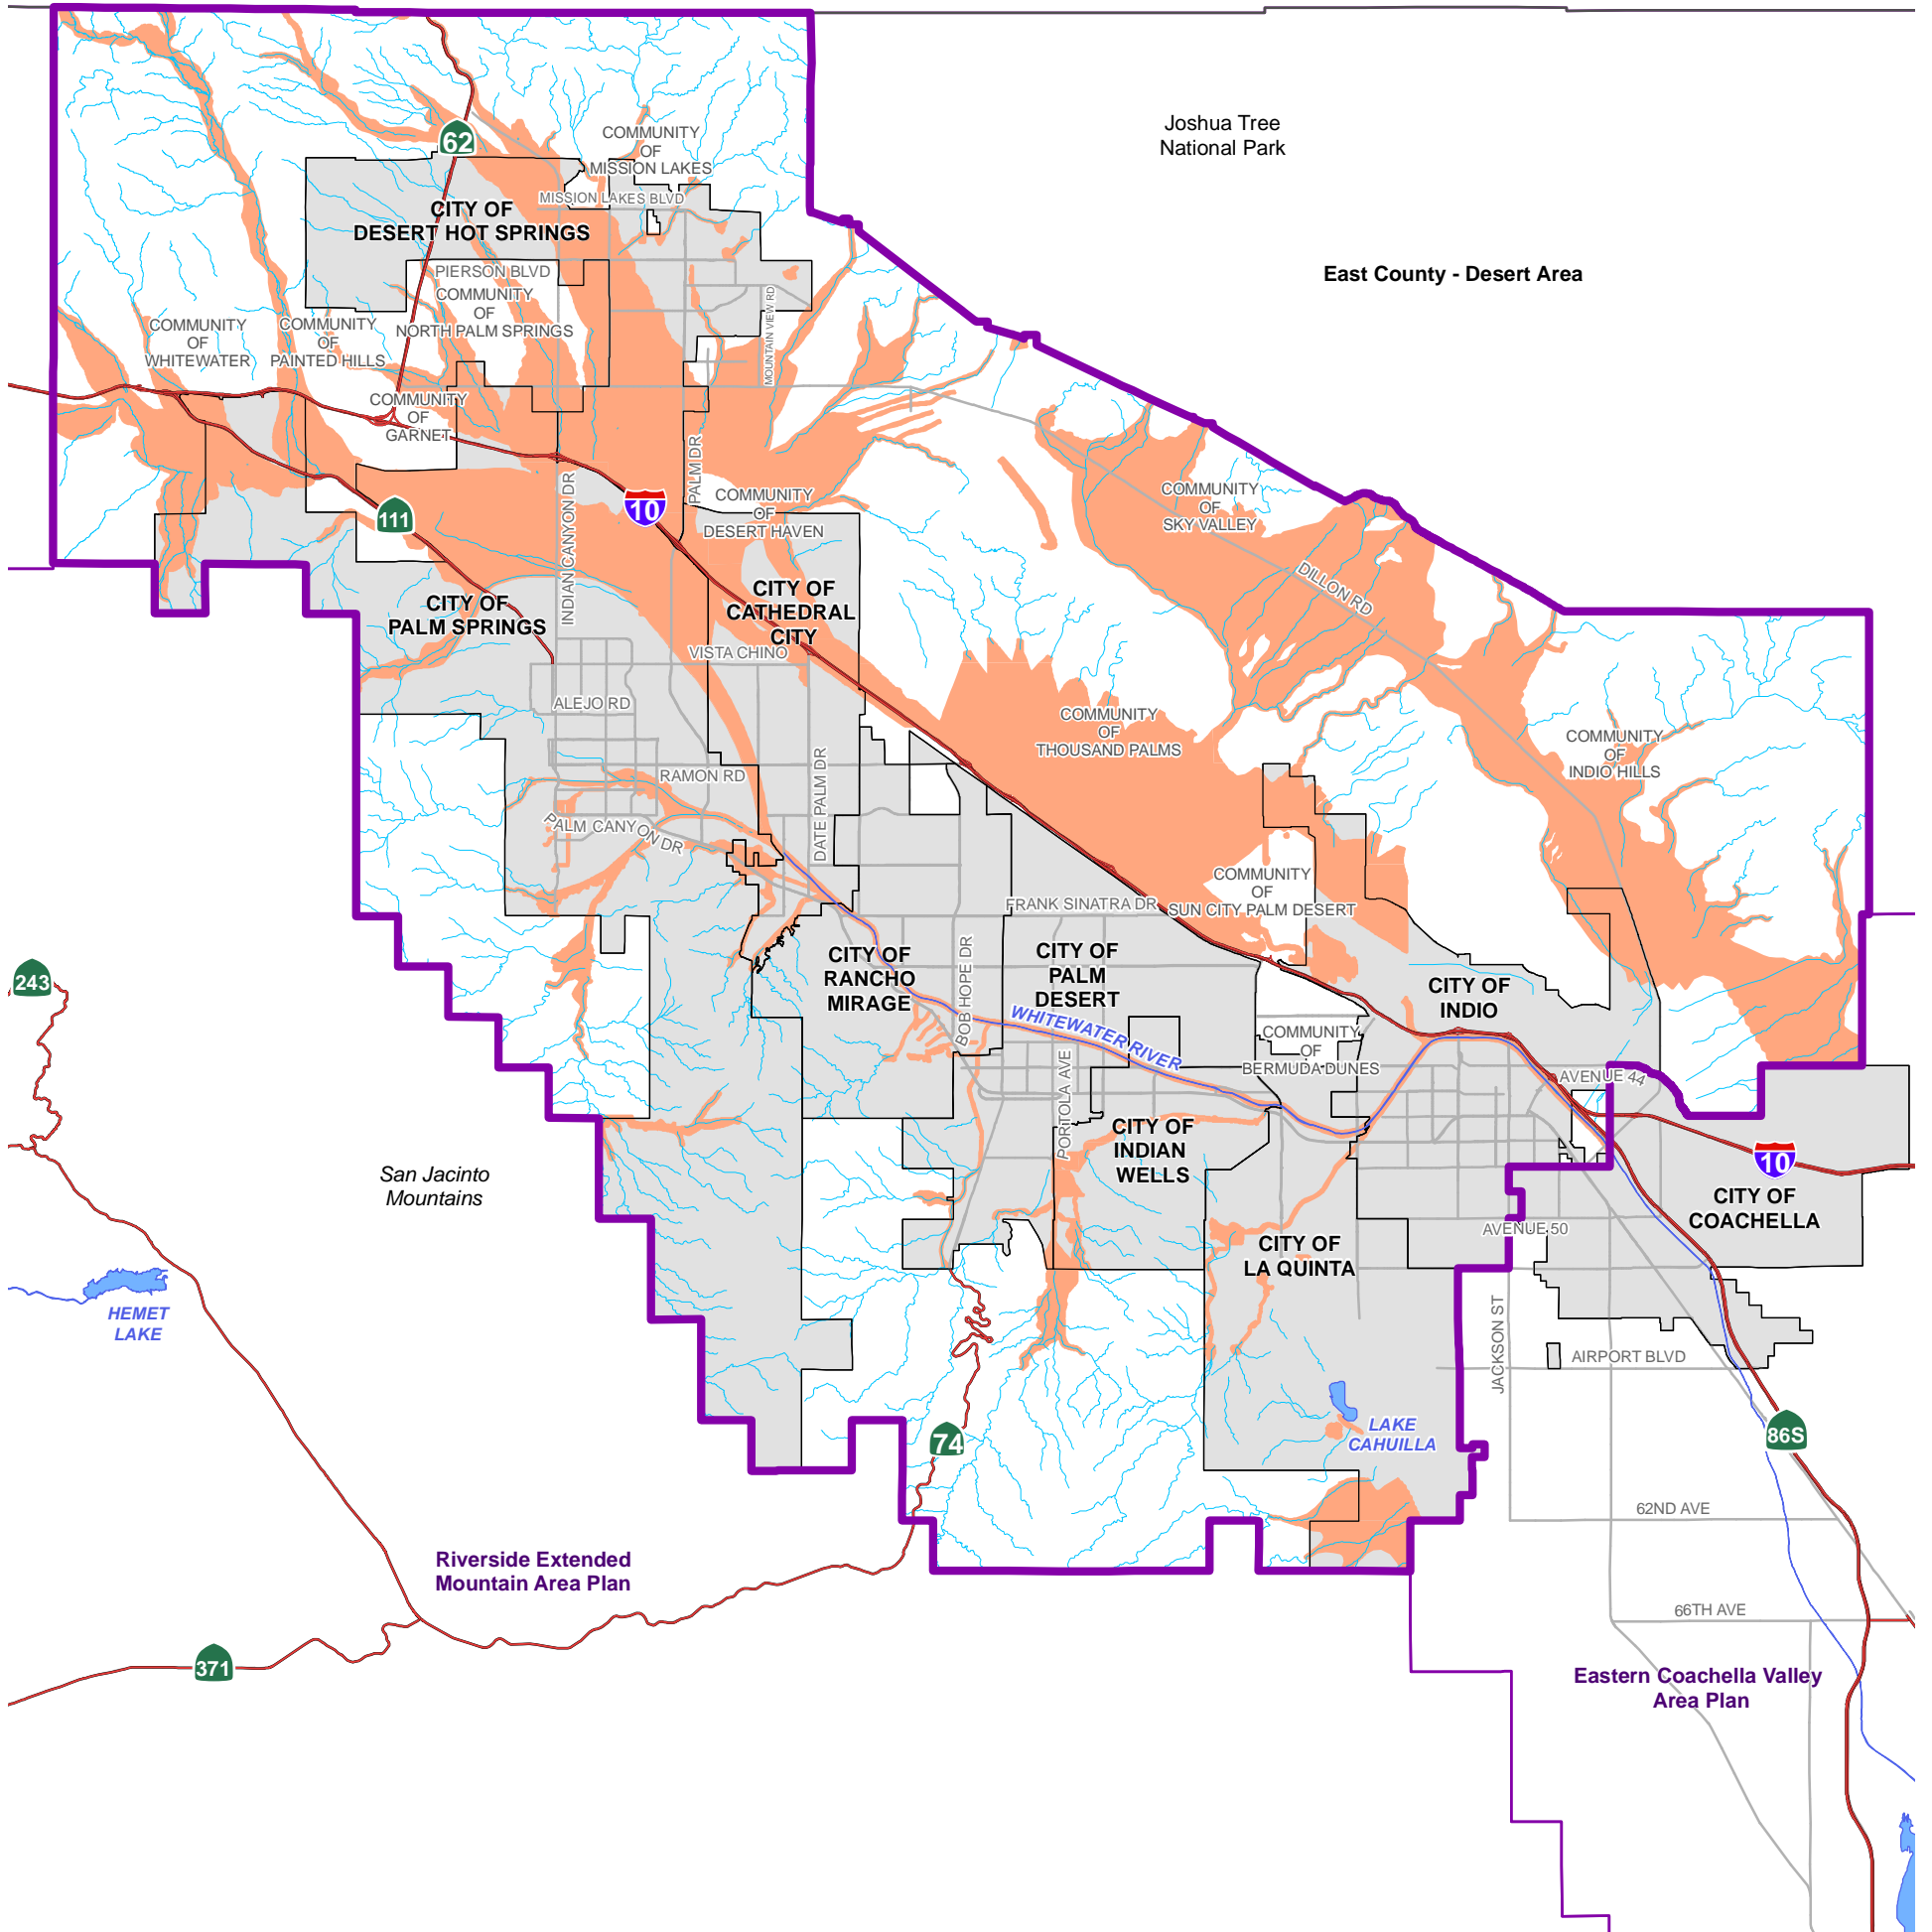 Joshua Tree
National Park
COMMUNITY
OF
MISSION LAKES
62
MISSION LAKES BLVD
CITY OF
DESERT HOT SPRINGS
East County - Desert Area
PIERSON BLVD
COMMUNITY
OF
NORTH PALM SPRINGS
MOUNTAIN VIEW RD
COMMUNITY
OF
WHITEWATER
COMMUNITY
OF
PAINTED HILLS
COMMUNITY
OF
GARNET
PALM DR
INDIAN CANYON DR
111
10
COMMUNITY
OF
DESERT HAVEN
COMMUNITY
OF
SKY VALLEY
DILLON RD
CITY OF
PALM SPRINGS
CITY OF
CATHEDRAL
CITY
VISTA CHINO
ALEJO RD
COMMUNITY
OF
THOUSAND PALMS
COMMUNITY
OF
INDIO HILLS
RAMON RD
DATE PALM DR
PALM CANYON DR
COMMUNITY
OF
SUN CITY PALM DESERT
FRANK SINATRA DR
BOB HOPE DR
CITY OF
RANCHO
MIRAGE
CITY OF
PALM
DESERT
CITY OF
INDIO
243
WHITEWATER RIVER
COMMUNITY
OF
BERMUDA DUNES
PORTOLA AVE
AVENUE 44
CITY OF
INDIAN
WELLS
10
San Jacinto
Mountains
CITY OF
COACHELLA
AVENUE 50
CITY OF
LA QUINTA
HEMET
LAKE
JACKSON ST
AIRPORT BLVD
LAKE
CAHUILLA
74
86S
62ND AVE
Riverside Extended
Mountain Area Plan
66TH AVE
371
Eastern Coachella Valley
Area Plan